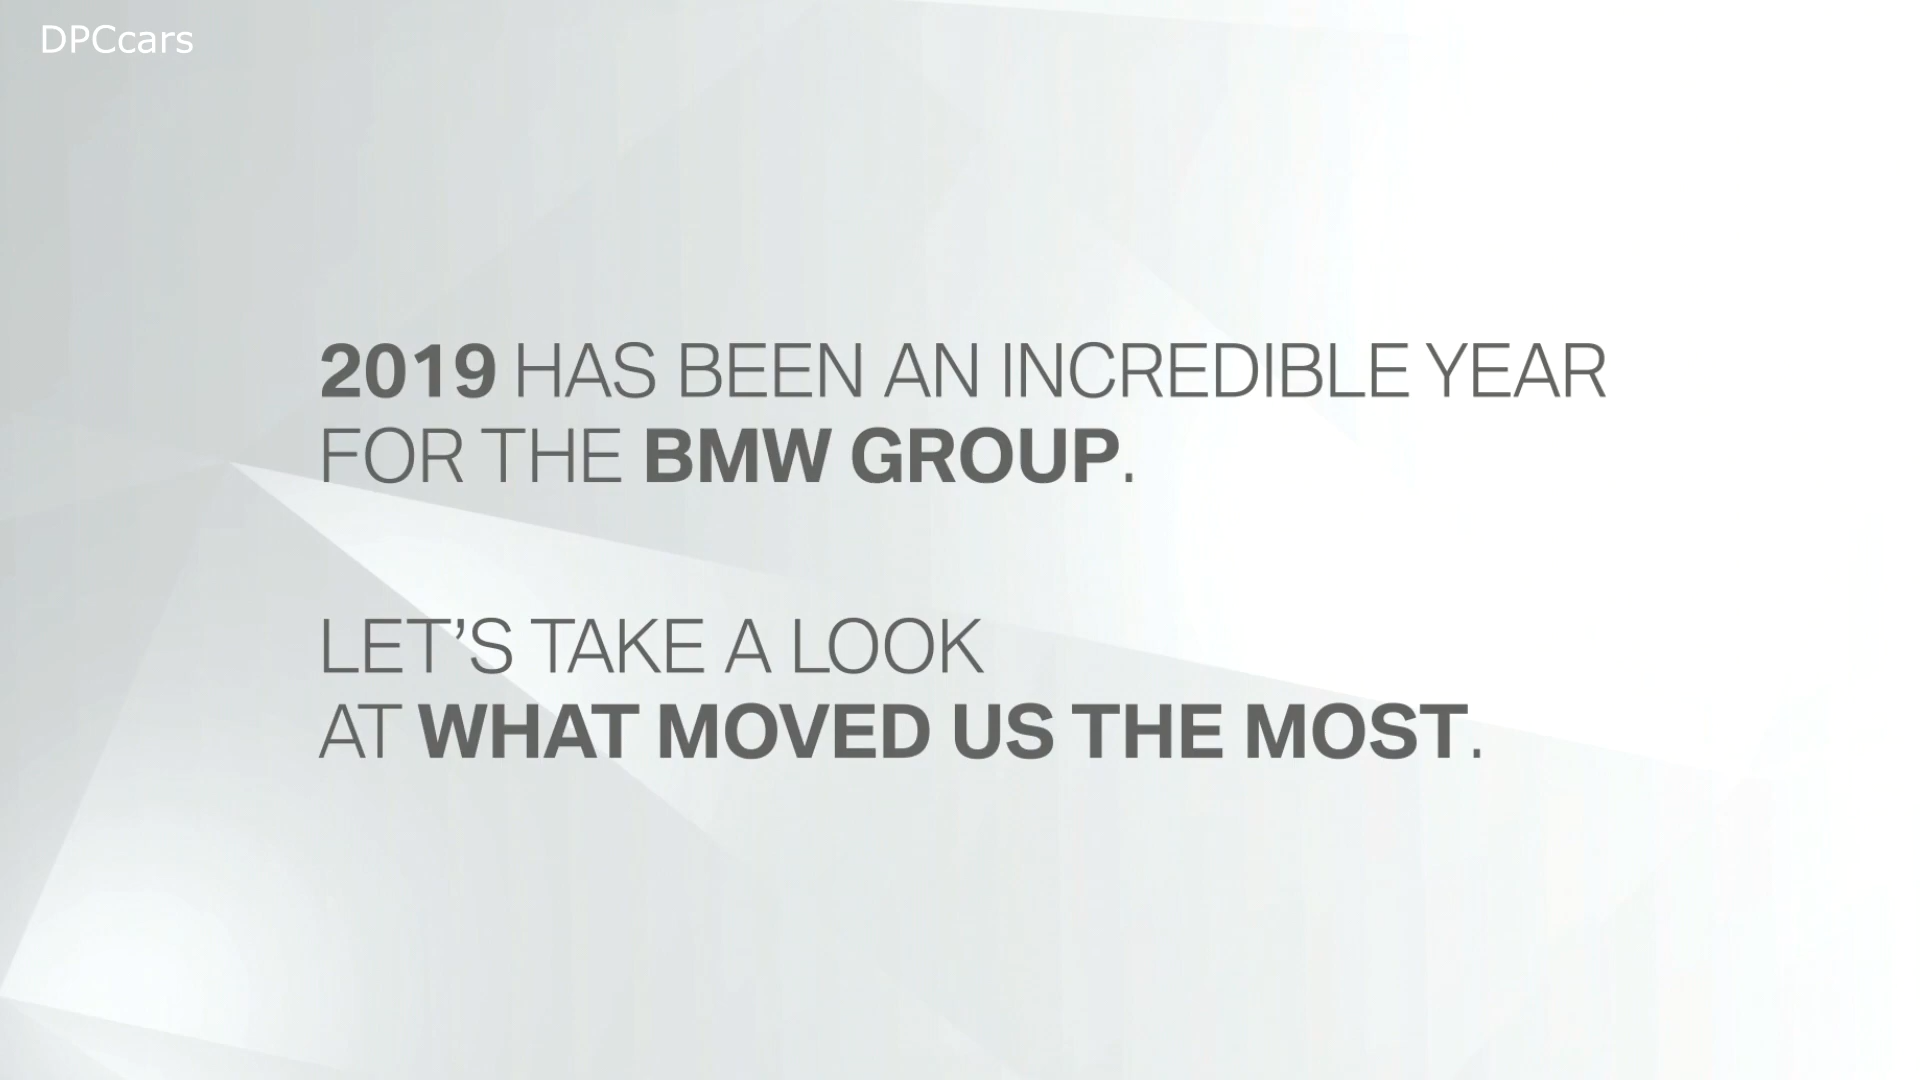 DPCcars
2019 HAS BEEN AN INCREDIBLE YEAR
FOR THE BMW GROUP.
LET’S TAKE A LOOK
AT WHAT MOVED US THE MOST.